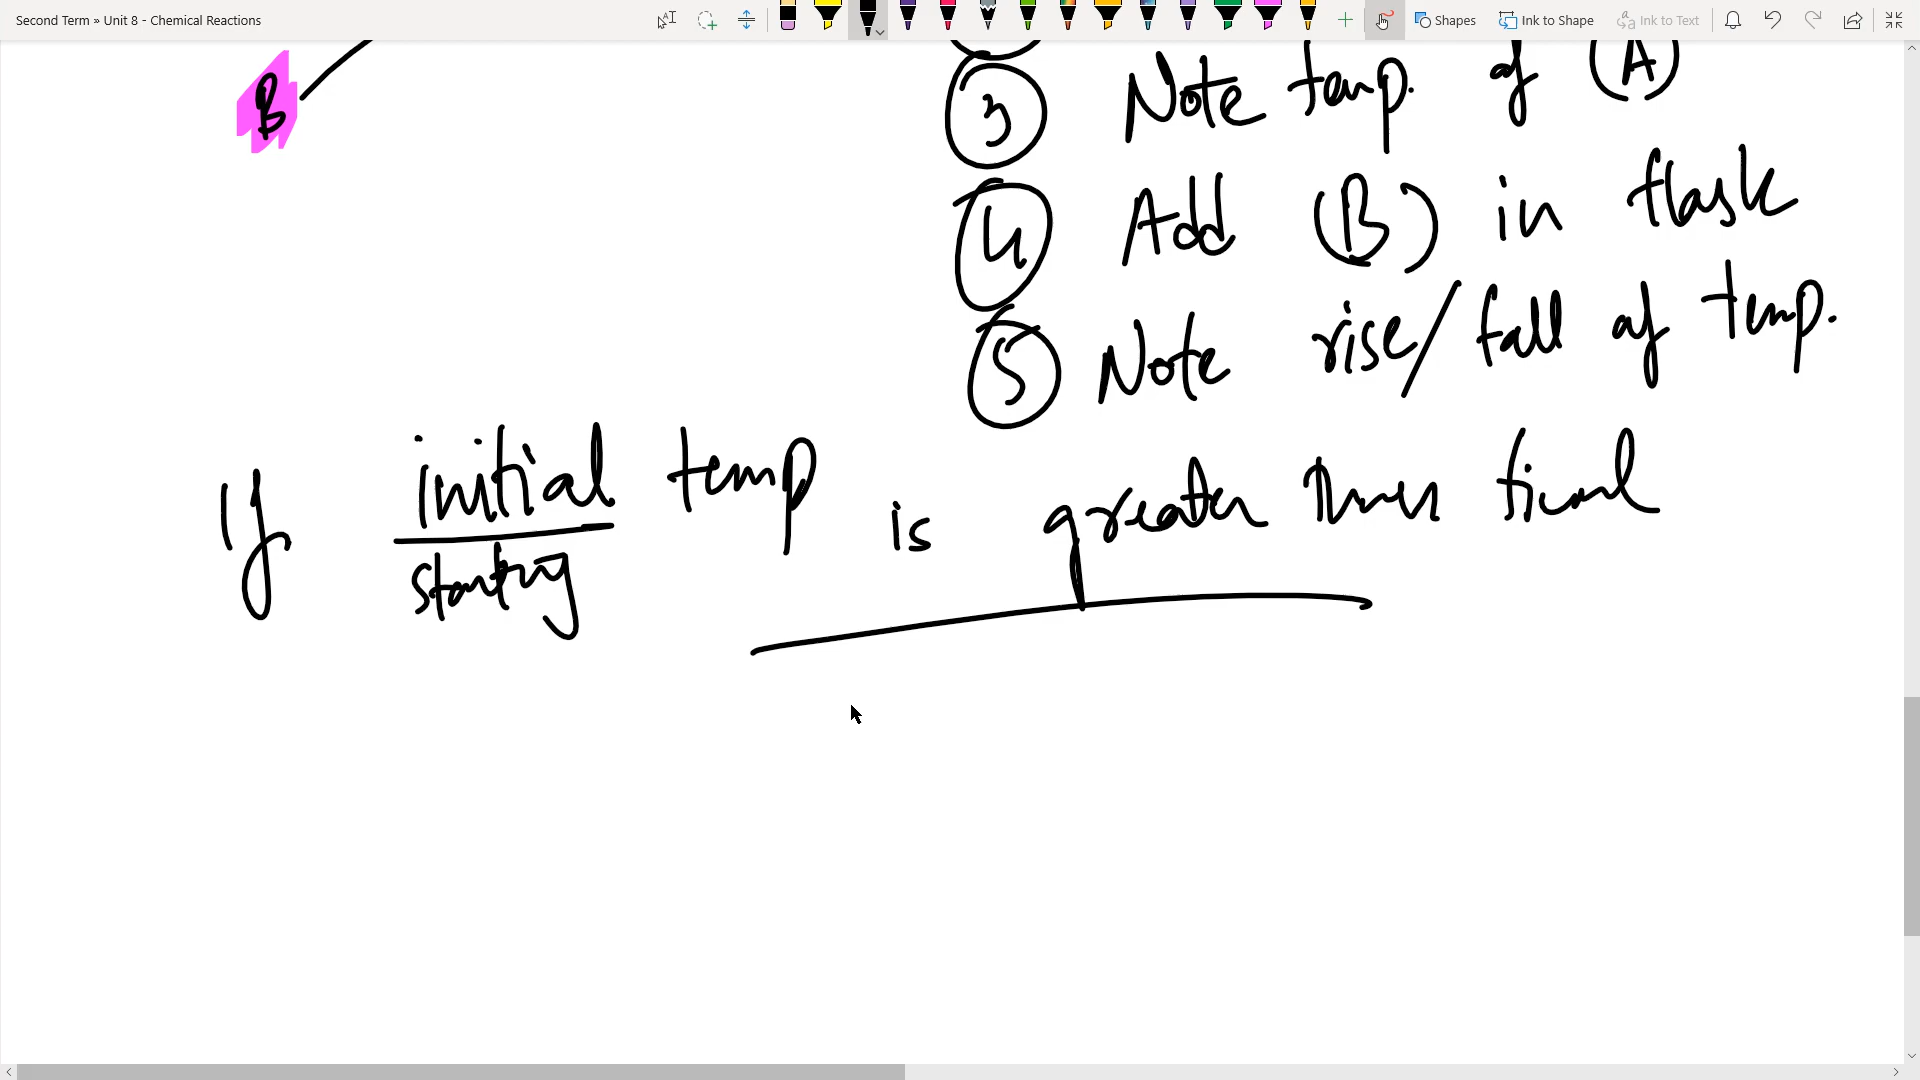 Second Term » Unit 8 - Chemical Reactions
Shapes
Ink to Shape
Ink to Text
B
3 Note temp. of (A)
4 Add (B) in flask
5 Note rise/fall of temp.
If initial temp is greater than final
starting